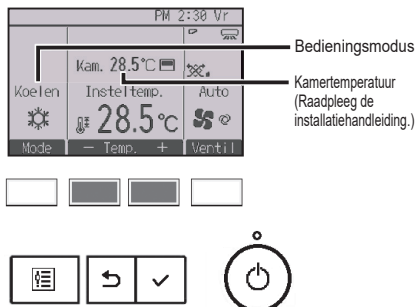 PM 2:30 Vr
Kam. 28.5°C
Koelen Insteltemp. Auto
28.5°C
Mode − Temp. + Ventil
Bedieningsmodus
Kamertemperatuur
(Raadpleeg de
installatiehandleiding.)